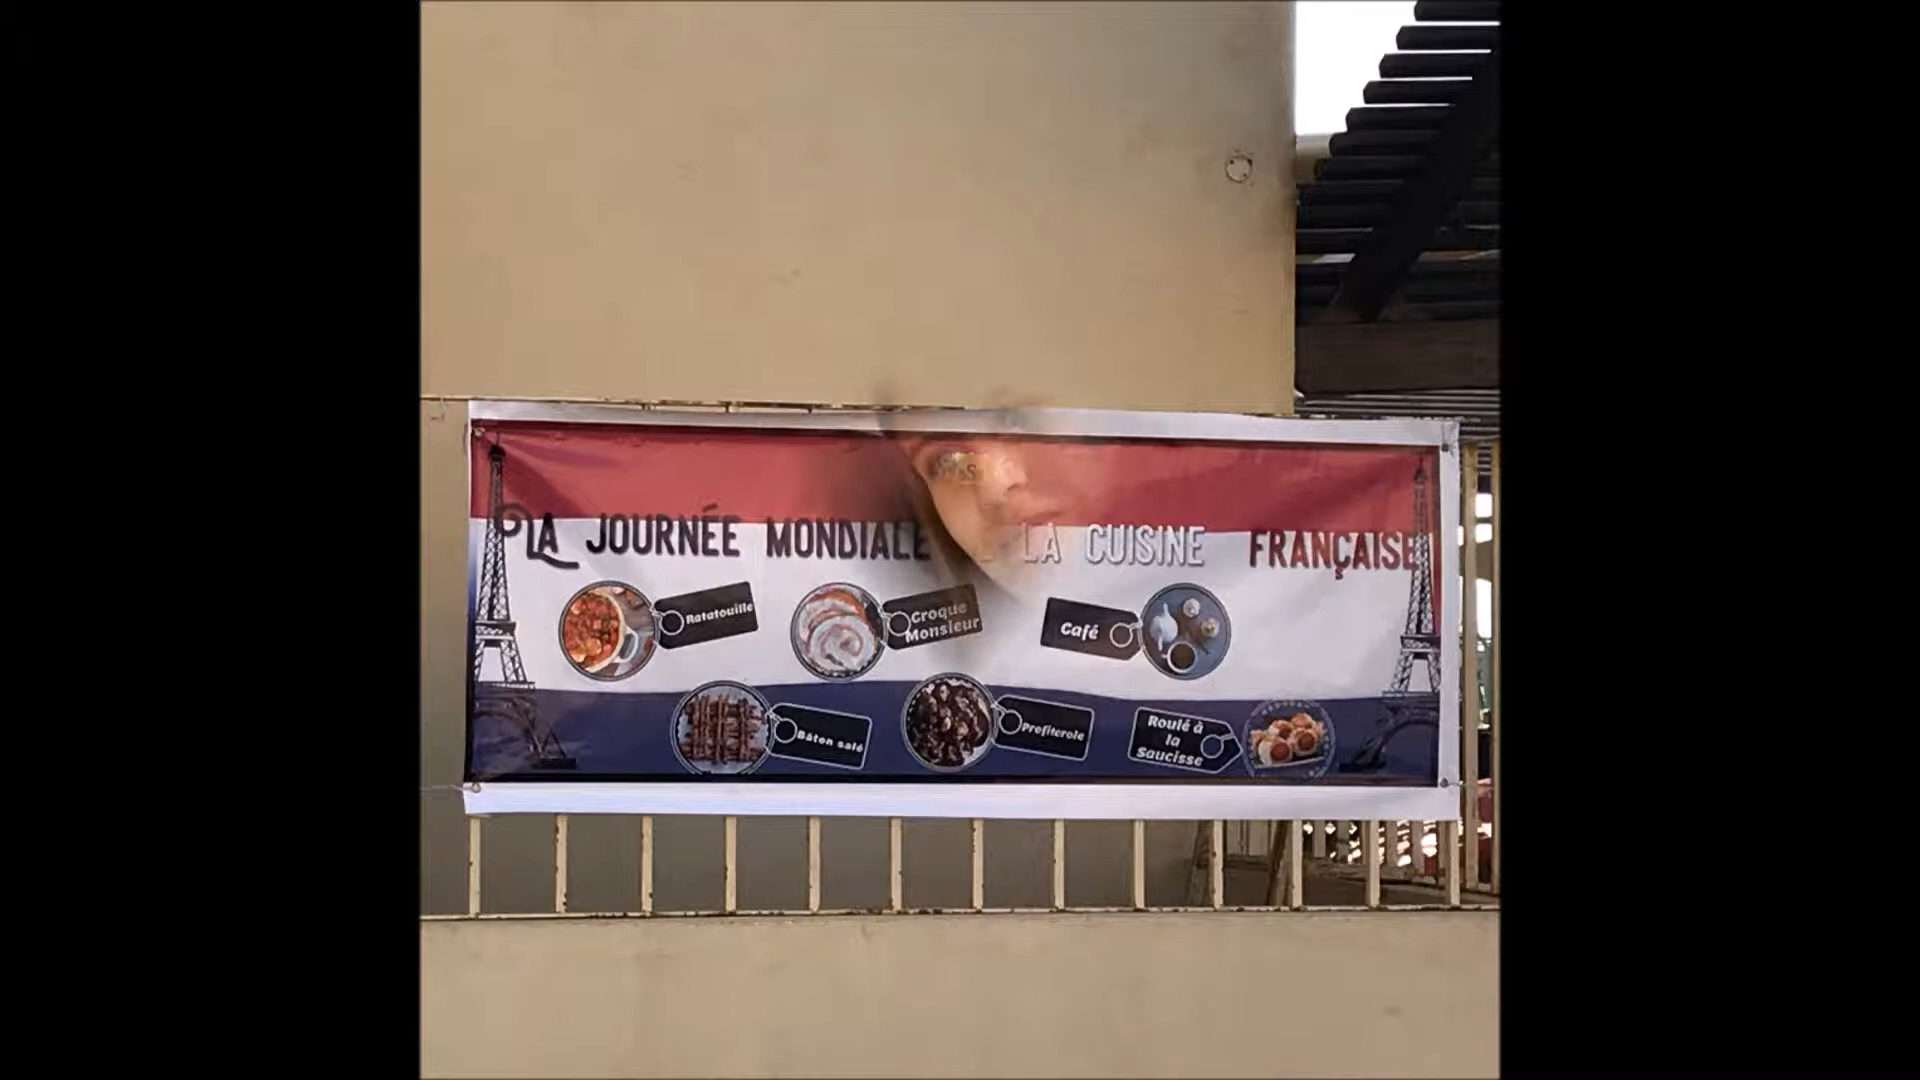 LA JOURNÉE MONDIALE LA CUISINE FRANÇAISE
Ratatouille
Croque
Monsieur
Café
Bâton salé
Profiterole
Roulé à
la
Saucisse